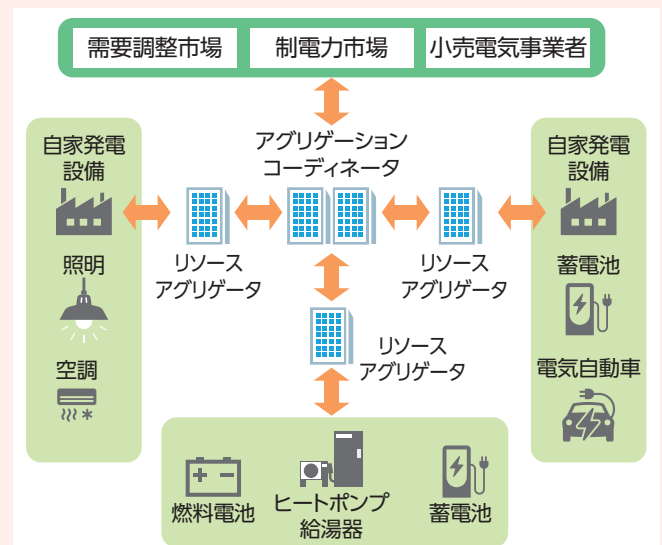 需要調整市場
制電力市場
小売電気事業者
アグリゲーション
コーディネータ
自家発電
設備
照明
空調
リソース
アグリゲータ
リソース
アグリゲータ
自家発電
設備
蓄電池
電気自動車
リソース
アグリゲータ
燃料電池
ヒートポンプ
給湯器
蓄電池